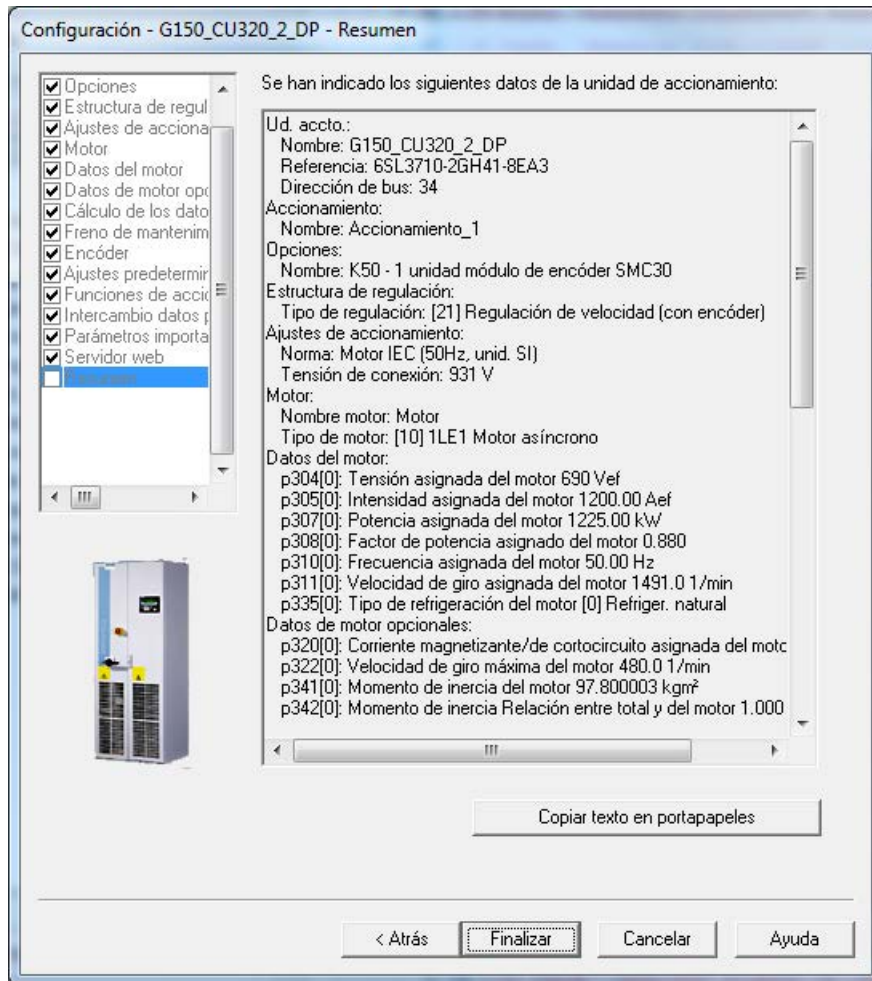 Configuración - G150_CU320_2_DP - Resumen
Opciones
Estructura de regul
Ajustes de acciona
Motor
Datos del motor
Datos de motor opc
Cálculo de los dato
Freno de mantenim
Encóder
Ajustes predetermir
Funciones de accic
Intercambio datos p
Parámetros importa
Servidor web
Resumen
Se han indicado los siguientes datos de la unidad de accionamiento:
Ud. accto.:
Nombre: G150_CU320_2_DP
Referencia: 6SL3710-2GH41-8EA3
Dirección de bus: 34
Accionamiento:
Nombre: Accionamiento_1
Opciones:
Nombre: K50 - 1 unidad módulo de encóder SMC30
Estructura de regulación:
Tipo de regulación: [21] Regulación de velocidad (con encóder)
Ajustes de accionamiento:
Norma: Motor IEC (50Hz, unid. SI)
Tensión de conexión: 931 V
Motor:
Nombre motor: Motor
Tipo de motor: [10] 1LE1 Motor asíncrono
Datos del motor:
p304[0]: Tensión asignada del motor 690 Vef
p305[0]: Intensidad asignada del motor 1200.00 Aef
p307[0]: Potencia asignada del motor 1225.00 kW
p308[0]: Factor de potencia asignado del motor 0.880
p310[0]: Frecuencia asignada del motor 50.00 Hz
p311[0]: Velocidad de giro asignada del motor 1491.0 1/min
p335[0]: Tipo de refrigeración del motor [0] Refriger. natural
Datos de motor opcionales:
p320[0]: Corriente magnetizante/de cortocircuito asignada del motc
p322[0]: Velocidad de giro máxima del motor 480.0 1/min
p341[0]: Momento de inercia del motor 97.800003 kgm²
p342[0]: Momento de inercia Relación entre total y del motor 1.000
Copiar texto en portapapeles
< Atrás
Finalizar
Cancelar
Ayuda